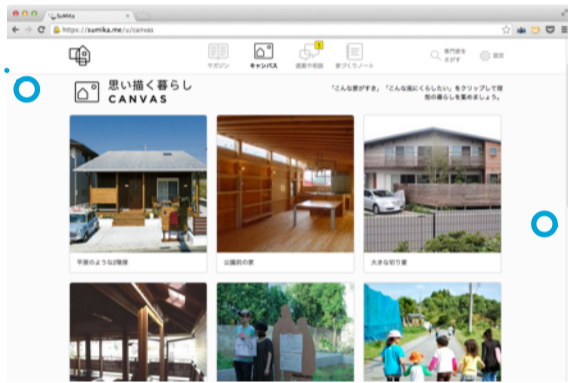 SuMiKa
https://sumika.me/u/canvas
マガジン
キャンバス
提案や相談
家づくりノート
専門家を
さがす
設定
思い描く暮らし
CANVAS
「こんな家がすき」「こんな風にくらしたい」をクリップして理
想の暮らしを集めましょう。
平屋のような2階屋
公園前の家
大きな切り妻